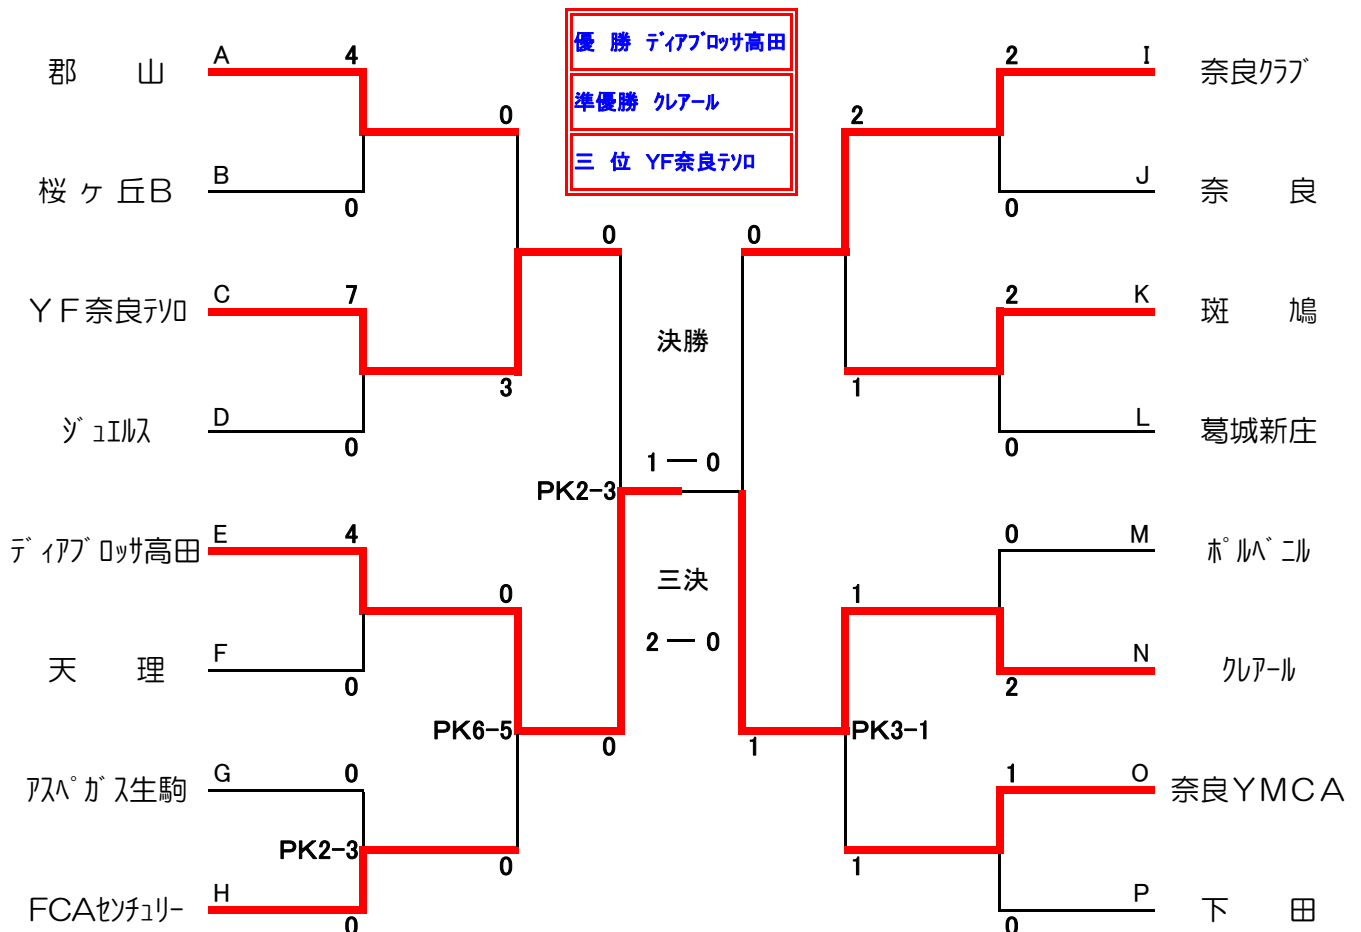 優　勝　ﾃﾞｨｱﾌﾞﾛｯｻ高田
準優勝　ｸﾚｱｰﾙ
三　位　YF奈良ﾃｿﾛ
郡　山　A　4
0
桜ヶ丘B　B
0
0
YF奈良ﾃｿﾛ　C　7
3
ｼﾞｭｴﾙｽ　D
0
ﾃﾞｨｱﾌﾞﾛｯｻ高田　E　4
0
天　理　F
0
PK6-5
0
ｱｽﾍﾟｶﾞｽ生駒　G　0
PK2-3
0
FCAｾﾝﾁｭﾘｰ　H
0
PK2-3
決勝
1 ― 0
三決
2 ― 0
2　I　奈良ｸﾗﾌﾞ
2
J　奈　良
0
0
2　K　斑　鳩
1
L　葛城新庄
0
0　M　ﾎﾟﾙﾍﾞﾆﾙ
1
N　ｸﾚｱｰﾙ
2
PK3-1
1
1　O　奈良YMCA
1
P　下　田
0